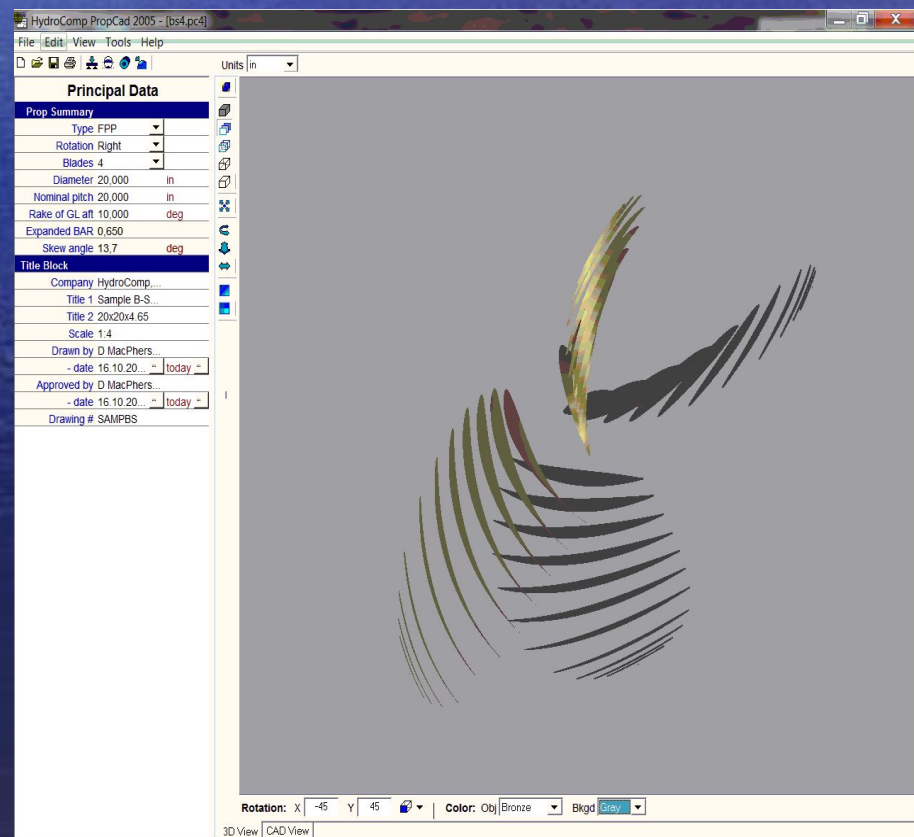 HydroComp PropCad 2005 - [bs4.pc4]
File Edit View Tools Help
Units in
Principal Data
Prop Summary
Type FPP
Rotation Right
Blades 4
Diameter 20,000 in
Nominal pitch 20,000 in
Rake of GL aft 10,000 deg
Expanded BAR 0,650
Skew angle 13,7 deg
Title Block
Company HydroComp,...
Title 1 Sample B-S...
Title 2 20x20x4.65
Scale 1:4
Drawn by D MacPhers...
- date 16.10.20... today
Approved by D MacPhers...
- date 16.10.20... today
Drawing # SAMPBS
Rotation: X -45 Y 45 Color: Obj Bronze Bkgd Gray
3D View CAD View